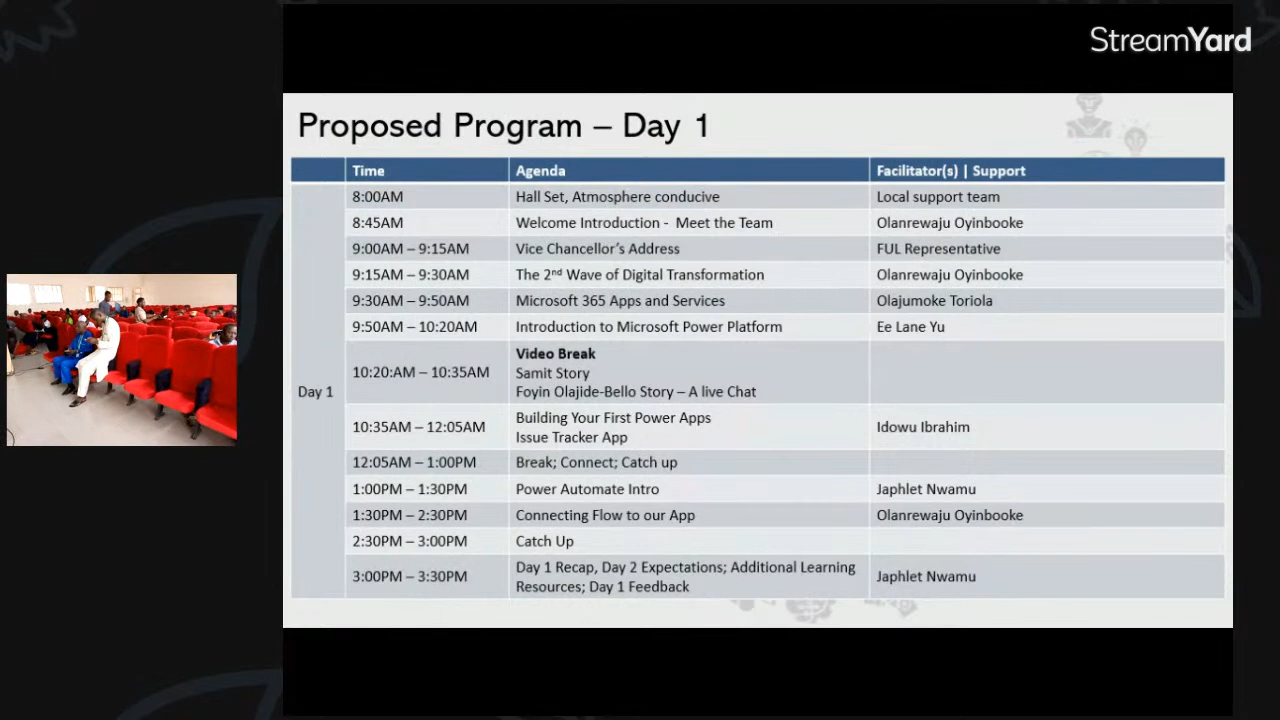 StreamYard
Proposed Program – Day 1
Time Agenda Facilitator(s) | Support
Day 1
8:00AM Hall Set, Atmosphere conducive Local support team
8:45AM Welcome Introduction - Meet the Team Olanrewaju Oyinbooke
9:00AM – 9:15AM Vice Chancellor's Address FUL Representative
9:15AM – 9:30AM The 2nd Wave of Digital Transformation Olanrewaju Oyinbooke
9:30AM – 9:50AM Microsoft 365 Apps and Services Olajumoke Toriola
9:50AM – 10:20AM Introduction to Microsoft Power Platform Ee Lane Yu
10:20:AM – 10:35AM Video Break
Samit Story
Foyin Olajide-Bello Story – A live Chat
10:35AM – 12:05AM Building Your First Power Apps
Issue Tracker App Idowu Ibrahim
12:05AM – 1:00PM Break; Connect; Catch up
1:00PM – 1:30PM Power Automate Intro Japhlet Nwamu
1:30PM – 2:30PM Connecting Flow to our App Olanrewaju Oyinbooke
2:30PM – 3:00PM Catch Up
3:00PM – 3:30PM Day 1 Recap, Day 2 Expectations; Additional Learning
Resources; Day 1 Feedback Japhlet Nwamu